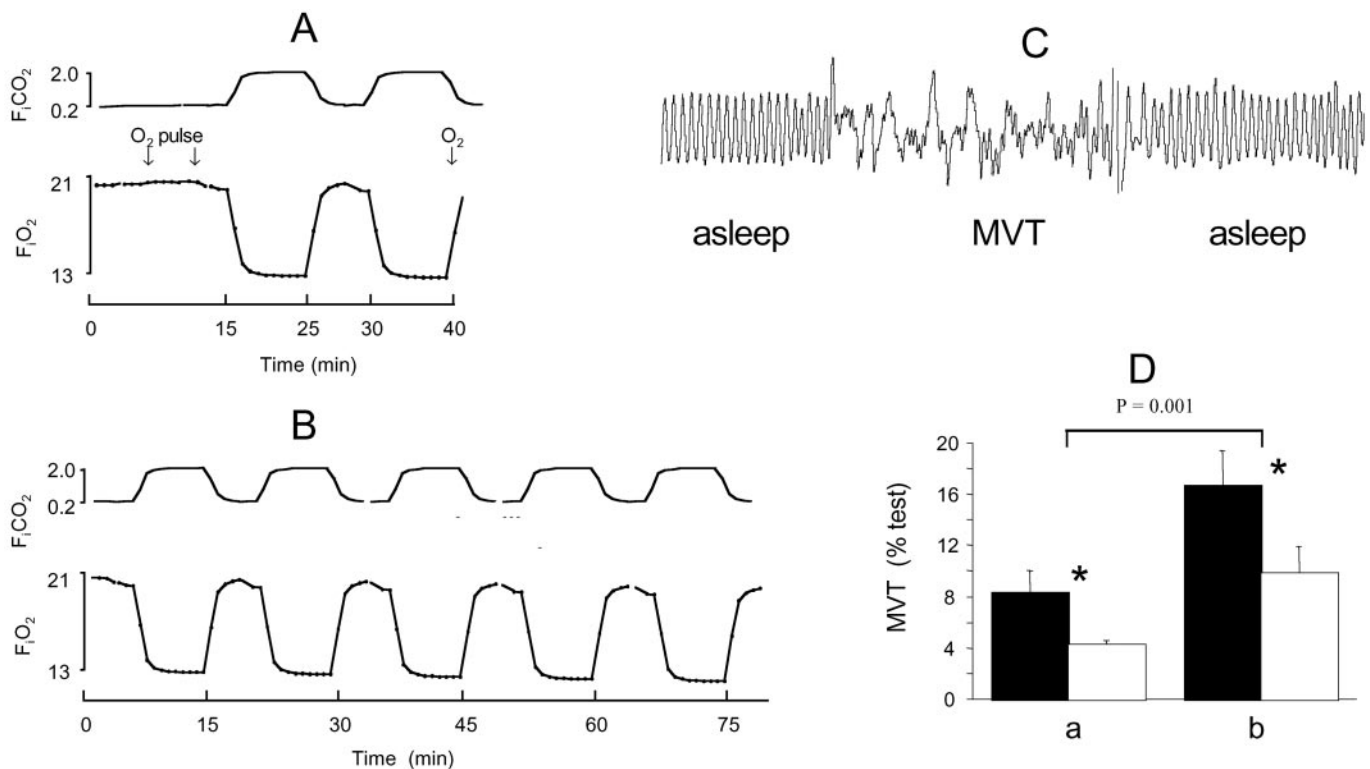 A
FiCO2
2.0
0.2
O2 pulse
O2
FiO2
21
13
0 15 25 30 40
Time (min)
B
FiCO2
2.0
0.2
FiO2
21
13
0 15 30 45 60 75
Time (min)
C
asleep MVT asleep
D
P = 0.001
MVT (% test)
20
16
12
8
4
0
* *
a b